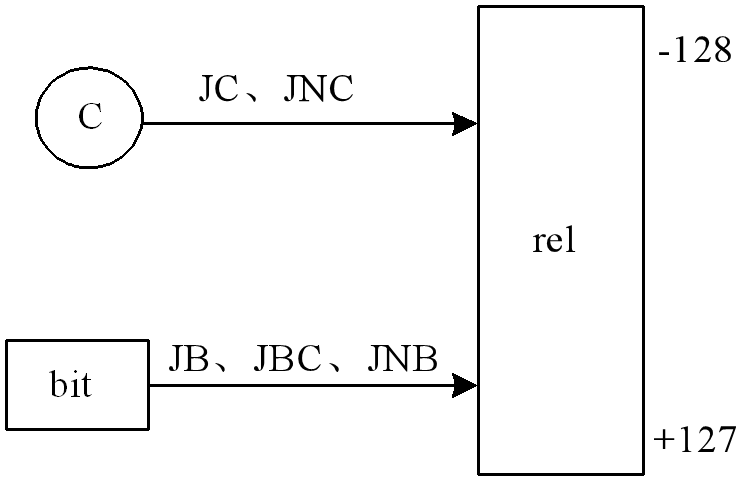 -128
JC、JNC
C
rel
JB、JBC、JNB
bit
+127